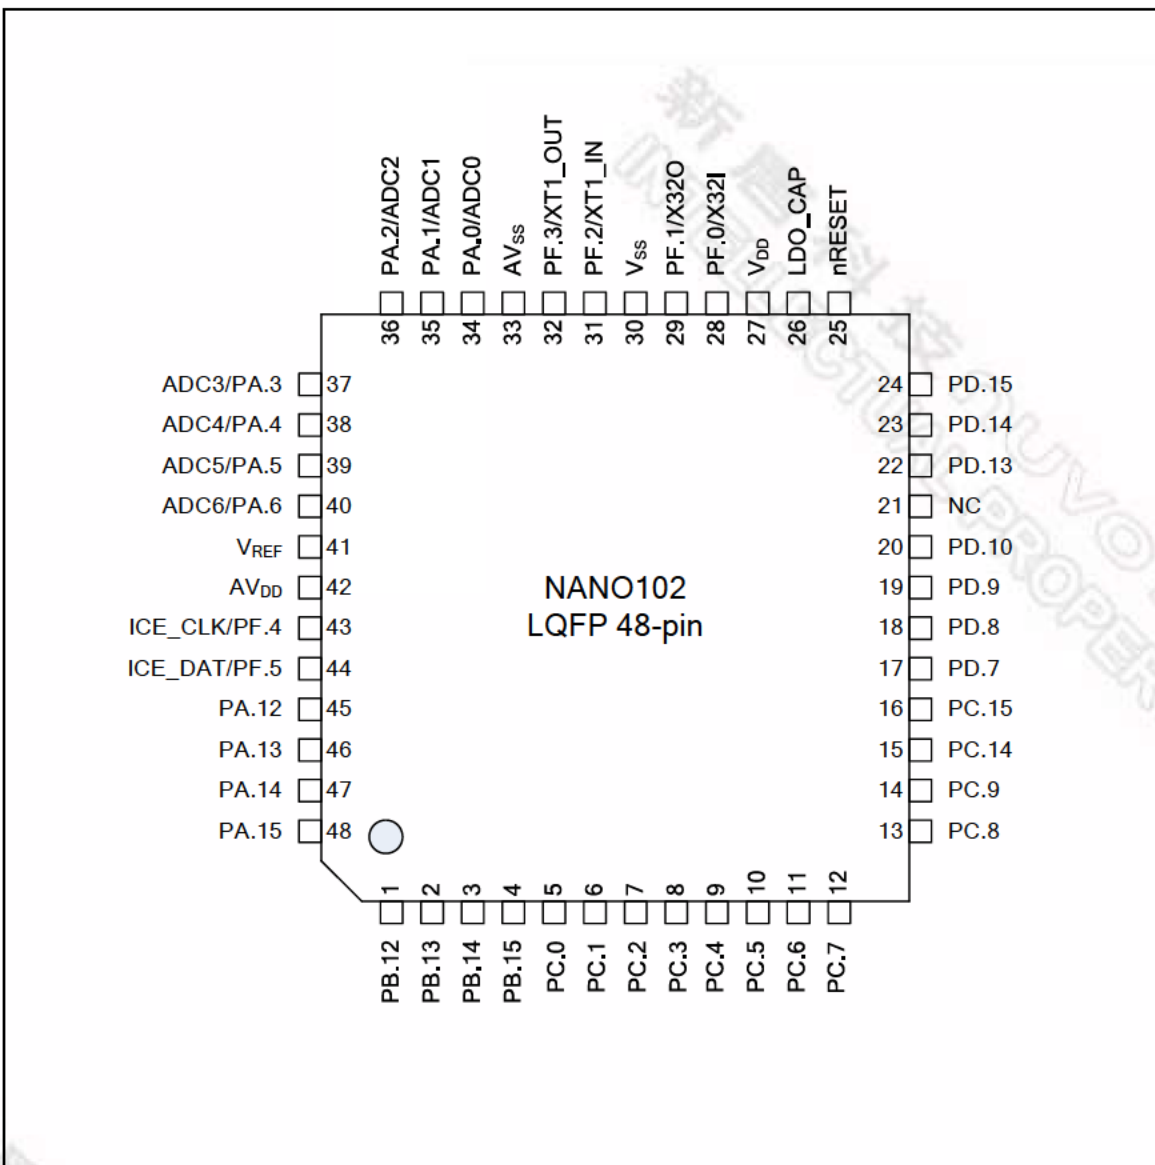 PA.2/ADC2
PA.1/ADC1
PA.0/ADC0
AVSS
PF.3/XT1_OUT
PF.2/XT1_IN
VSS
PF.1/X32O
PF.0/X32I
VDD
LDO_CAP
nRESET
36 35 34 33 32 31 30 29 28 27 26 25
ADC3/PA.3 37
ADC4/PA.4 38
ADC5/PA.5 39
ADC6/PA.6 40
VREF 41
AVDD 42
ICE_CLK/PF.4 43
ICE_DAT/PF.5 44
PA.12 45
PA.13 46
PA.14 47
PA.15 48
NANO102
LQFP 48-pin
24 PD.15
23 PD.14
22 PD.13
21 NC
20 PD.10
19 PD.9
18 PD.8
17 PD.7
16 PC.15
15 PC.14
14 PC.9
13 PC.8
1 2 3 4 5 6 7 8 9 10 11 12
PB.12
PB.13
PB.14
PB.15
PC.0
PC.1
PC.2
PC.3
PC.4
PC.5
PC.6
PC.7
新唐科技 nuvo
INTELLECTUAL PROPER